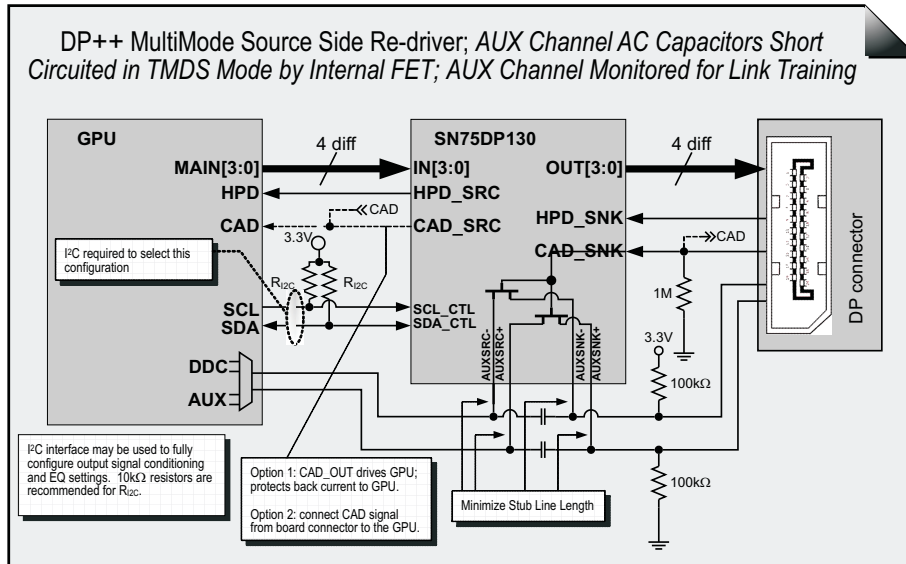 DP++ MultiMode Source Side Re-driver; AUX Channel AC Capacitors Short
Circuited in TMDS Mode by Internal FET; AUX Channel Monitored for Link Training
GPU
SN75DP130
4 diff
4 diff
MAIN[3:0]
IN[3:0]
OUT[3:0]
HPD
HPD_SRC
HPD_SNK
CAD
CAD
CAD_SRC
CAD_SNK
CAD
3.3V
I²C required to select this
configuration
RI2C
RI2C
1M
DP connector
SCL
SCL_CTL
SDA
SDA_CTL
AUXSRC-
AUXSRC+
AUXSNK-
AUXSNK+
3.3V
DDC
100kΩ
AUX
I²C interface may be used to fully
configure output signal conditioning
and EQ settings. 10kΩ resistors are
recommended for RI2C.
Option 1: CAD_OUT drives GPU;
protects back current to GPU.
Option 2: connect CAD signal
from board connector to the GPU.
Minimize Stub Line Length
100kΩ